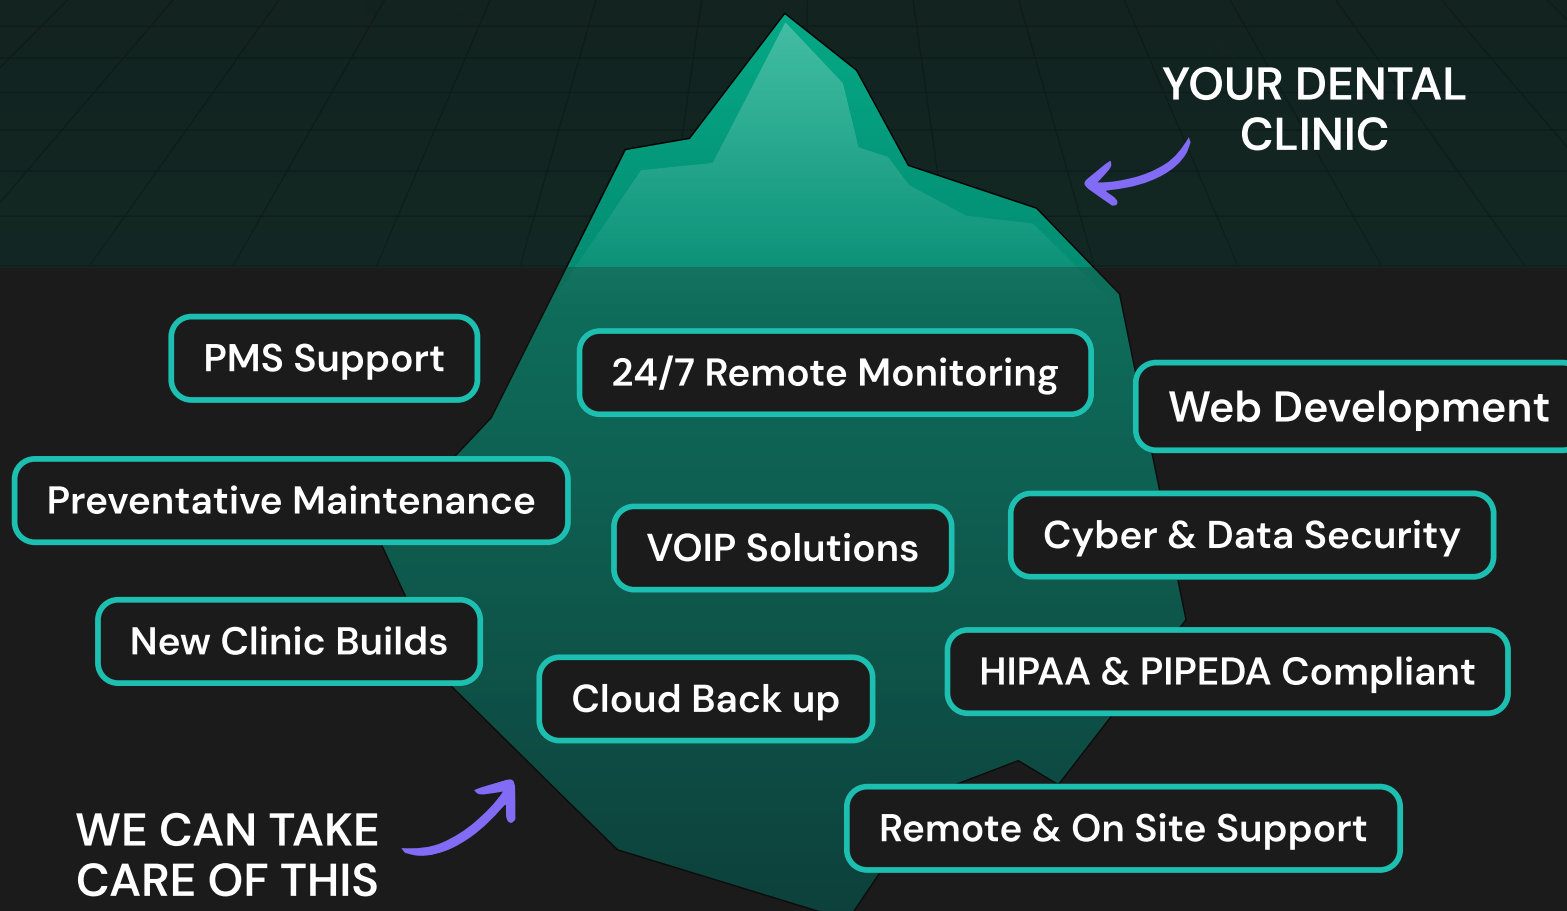 YOUR DENTAL
CLINIC
PMS Support
24/7 Remote Monitoring
Web Development
Preventative Maintenance
VOIP Solutions
Cyber & Data Security
New Clinic Builds
Cloud Back up
HIPAA & PIPEDA Compliant
Remote & On Site Support
WE CAN TAKE
CARE OF THIS